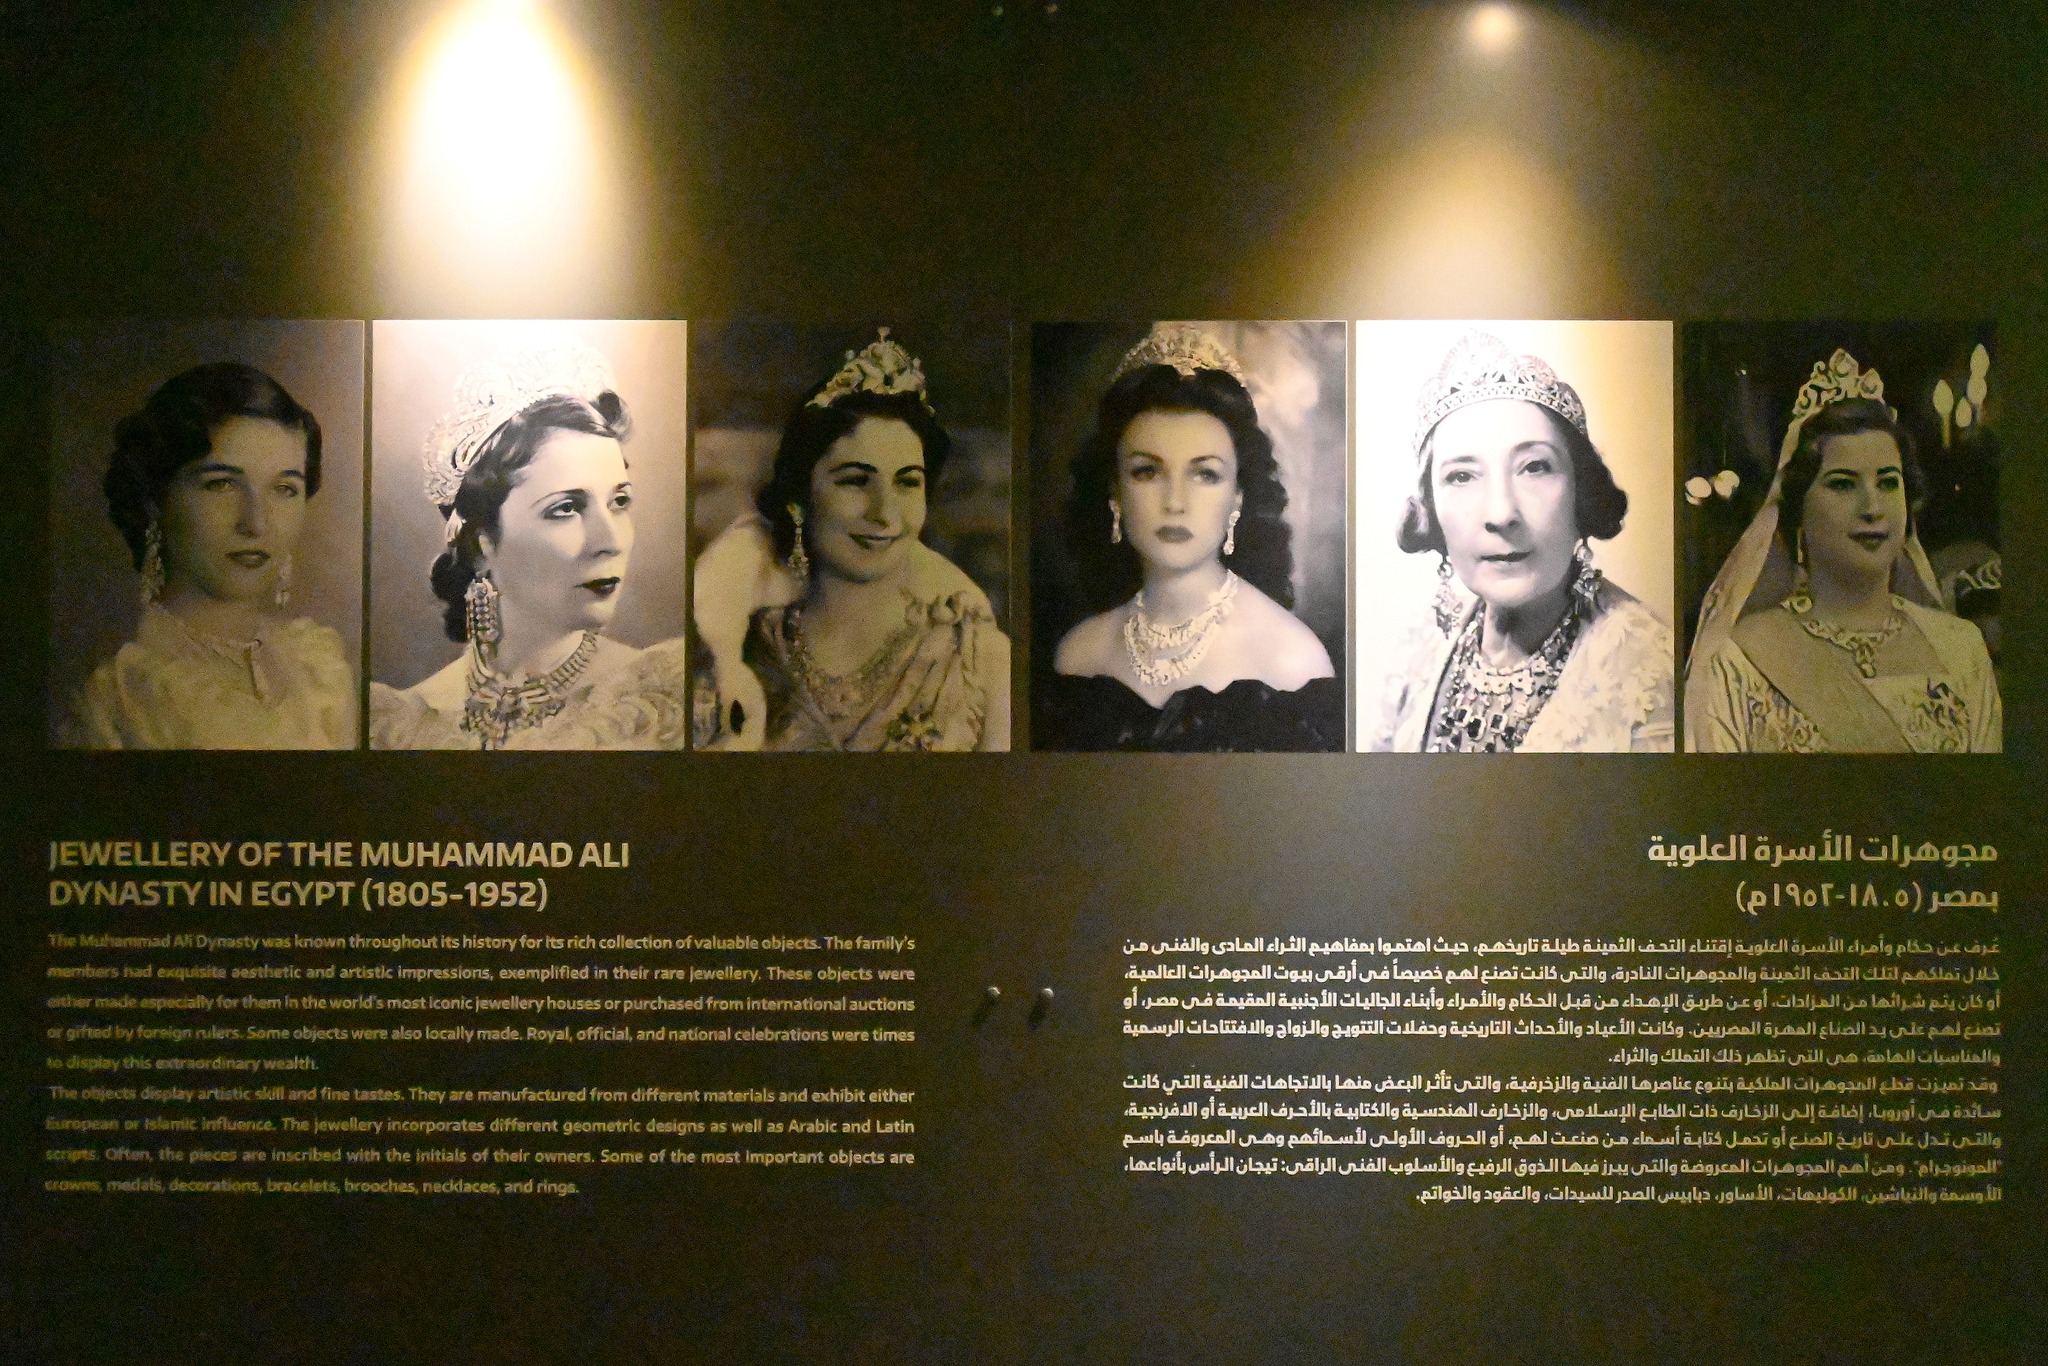 JEWELLERY OF THE MUHAMMAD ALI
DYNASTY IN EGYPT (1805-1952)
The Muhammad Ali Dynasty was known throughout its history for its rich collection of valuable objects. The family's
members had exquisite aesthetic and artistic impressions, exemplified in their rare jewellery. These objects were
either made especially for them in the world's most iconic jewellery houses or purchased from international auctions
or gifted by foreign rulers. Some objects were also locally made. Royal, official, and national celebrations were times
to display this extraordinary wealth.
The objects display artistic skill and fine tastes. They are manufactured from different materials and exhibit either
European or Islamic influence. The jewellery incorporates different geometric designs as well as Arabic and Latin
scripts. Often, the pieces are inscribed with the initials of their owners. Some of the most important objects are
crowns, medals, decorations, bracelets, brooches, necklaces, and rings.
مجوهرات الأسرة العلوية
بمصر (١٨٠٥-١٩٥٢م)
عُرف عن حكام وأمراء الأسرة العلوية إقتناء التحف الثمينة طيلة تاريخهم، حيث اهتموا بمفاهيم الثراء المادى والفنى من
خلال تملكهم لتلك التحف الثمينة والمجوهرات النادرة، والتى كانت تصنع لهم خصيصاً فى أرقى بيوت المجوهرات العالمية،
أو كان يتم شرائها من المزادات، أو عن طريق الإهداء من قبل الحكام والأمراء وأبناء الجاليات الأجنبية المقيمة فى مصر، أو
تصنع لهم على يد الصناع المهرة المصريين. وكانت الأعياد والأحداث التاريخية وحفلات التتويج والزواج والافتتاحات الرسمية
والمناسبات الهامة، هى التى تظهر ذلك التملك والثراء.
وقد تميزت قطع المجوهرات الملكية بتنوع عناصرها الفنية والزخرفية، والتى تأثر البعض منها بالاتجاهات الفنية التي كانت
سائدة فى أوروبا، إضافة إلى الزخارف ذات الطابع الإسلامى، والزخارف الهندسية والكتابية بالأحرف العربية أو الافرنجية،
والتى تدل على تاريخ الصنع أو تحمل كتابة أسماء من صنعت لهم، أو الحروف الأولى لأسمائهم وهى المعروفة باسم
"المونوجرام". ومن أهم المجوهرات المعروضة والتى يبرز فيها الذوق الرفيع والأسلوب الفنى الراقى: تيجان الرأس بأنواعها،
الأوسمة والنياشين، الكوليهات، الأساور، دبابيس الصدر للسيدات، والعقود والخواتم.